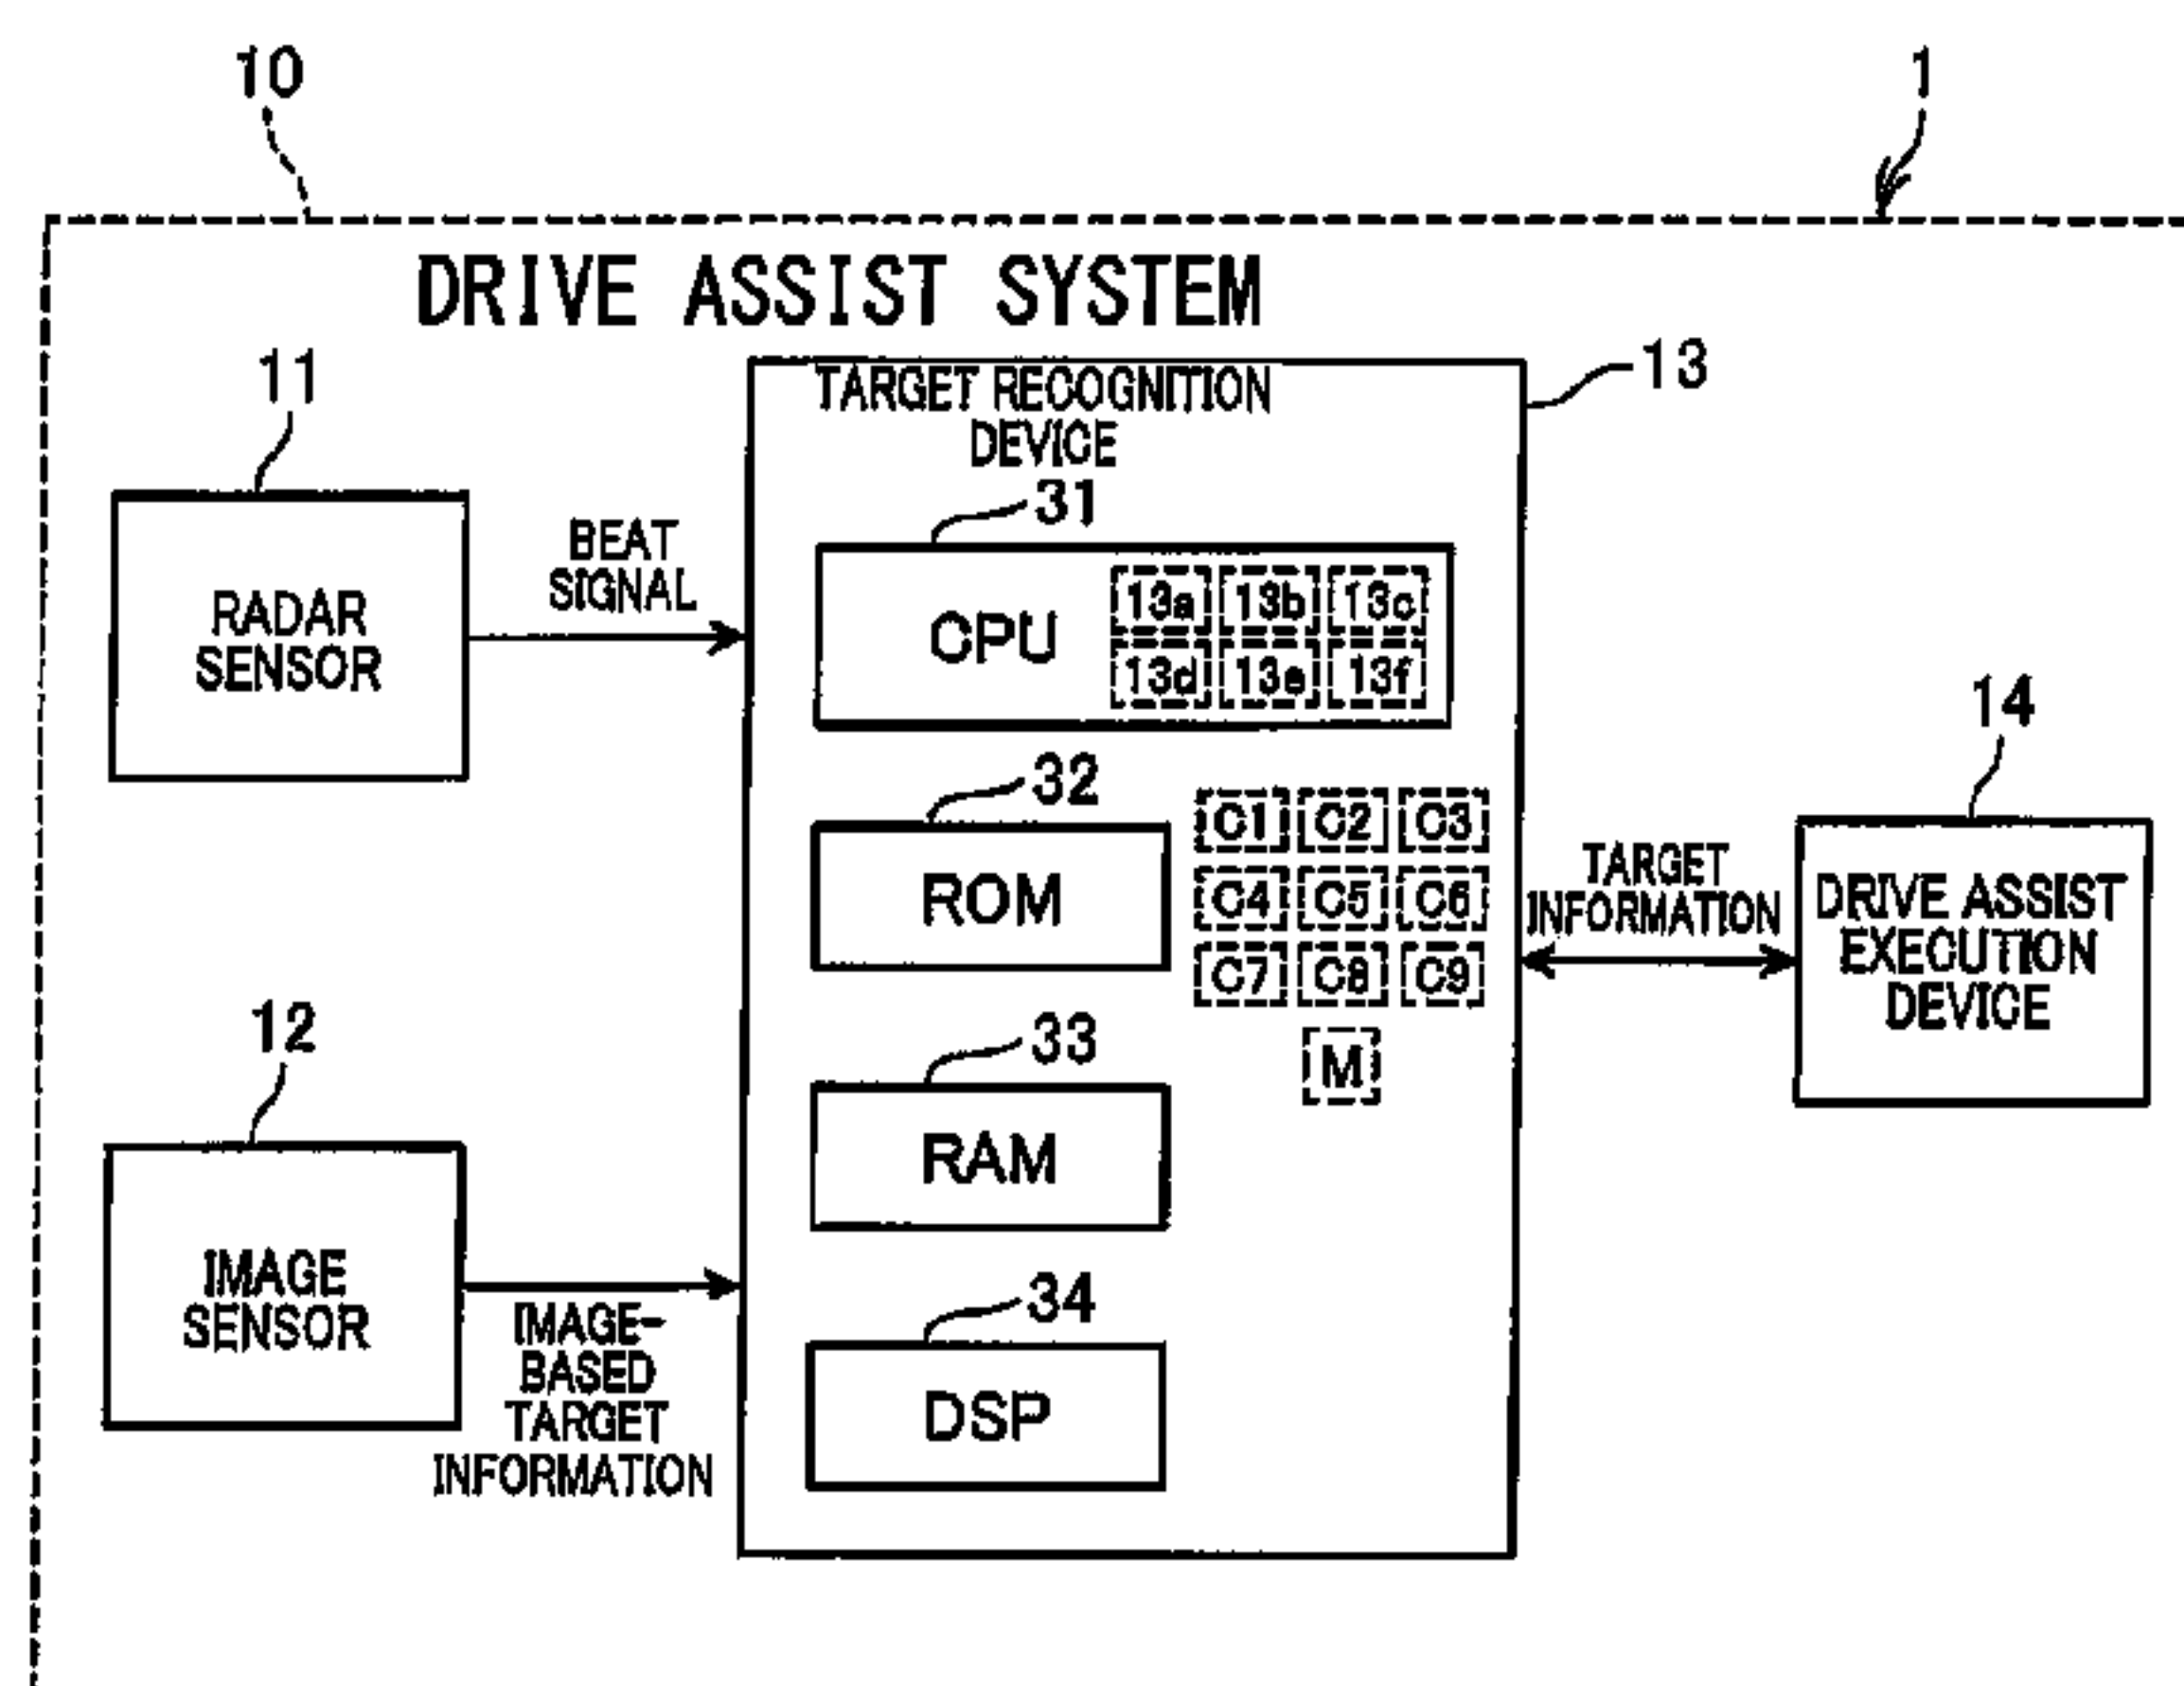 10
1
DRIVE ASSIST SYSTEM
11
13
TARGET RECOGNITION
DEVICE
31
BEAT
SIGNAL
RADAR
SENSOR
CPU
13a 13b 13c
13d 13e 13f
14
32
C1 C2 C3
ROM
C4 C5 C6
C7 C8 C9
TARGET
INFORMATION
DRIVE ASSIST
EXECUTION
DEVICE
12
33
M
RAM
IMAGE
SENSOR
34
IMAGE-
BASED
TARGET
INFORMATION
DSP